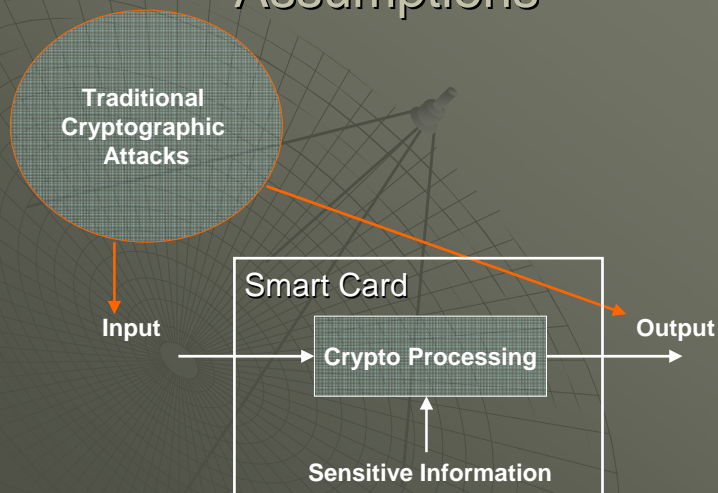 Assumptions
Traditional
Cryptographic
Attacks
Smart Card
Input
Output
Crypto Processing
Sensitive Information